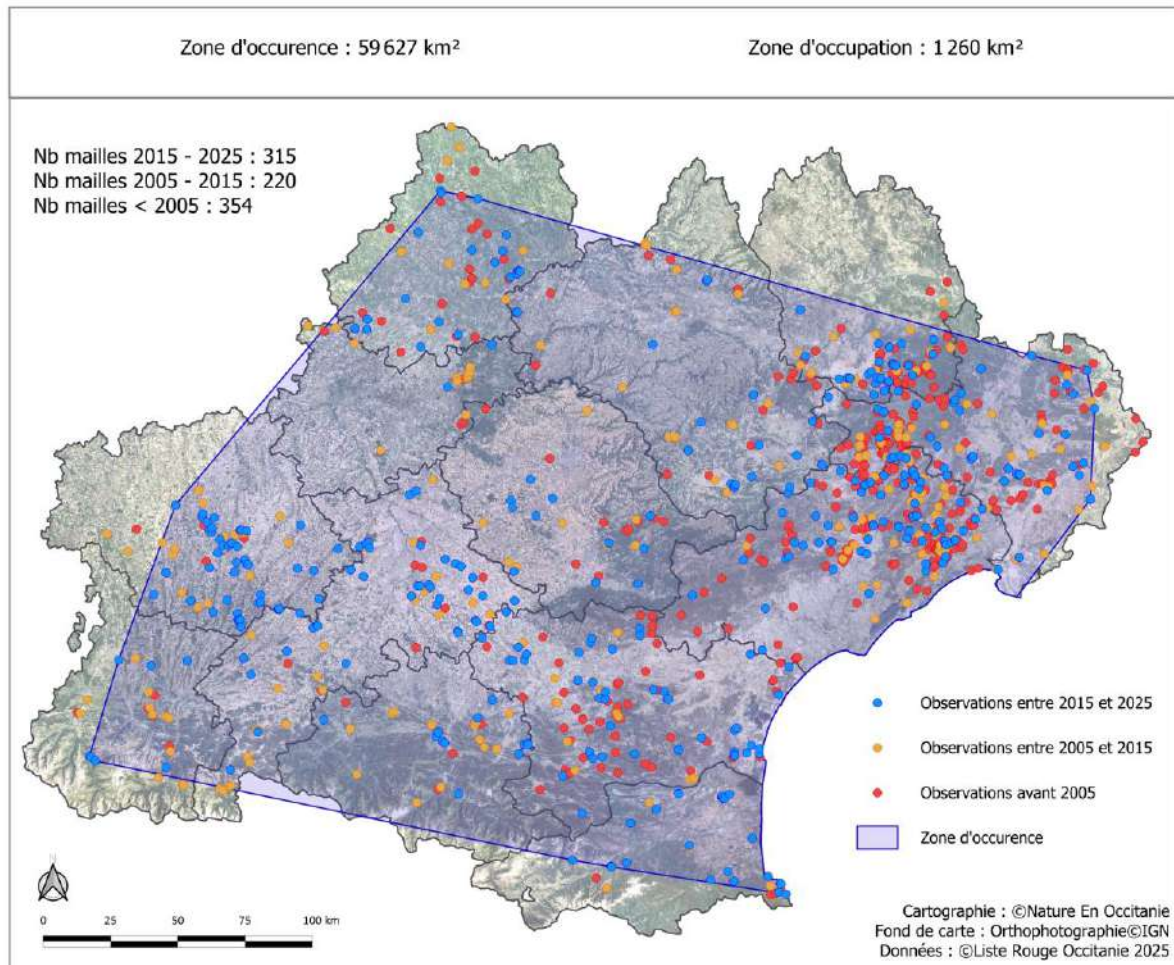 Zone d'occurence : 59 627 km²
Zone d'occupation : 1 260 km²
Nb mailles 2015 - 2025 : 315
Nb mailles 2005 - 2015 : 220
Nb mailles < 2005 : 354
Observations entre 2015 et 2025
Observations entre 2005 et 2015
Observations avant 2005
Zone d'occurence
N
0 25 50 75 100 km
Cartographie : ©Nature En Occitanie
Fond de carte : Orthophotographie©IGN
Données : ©Liste Rouge Occitanie 2025